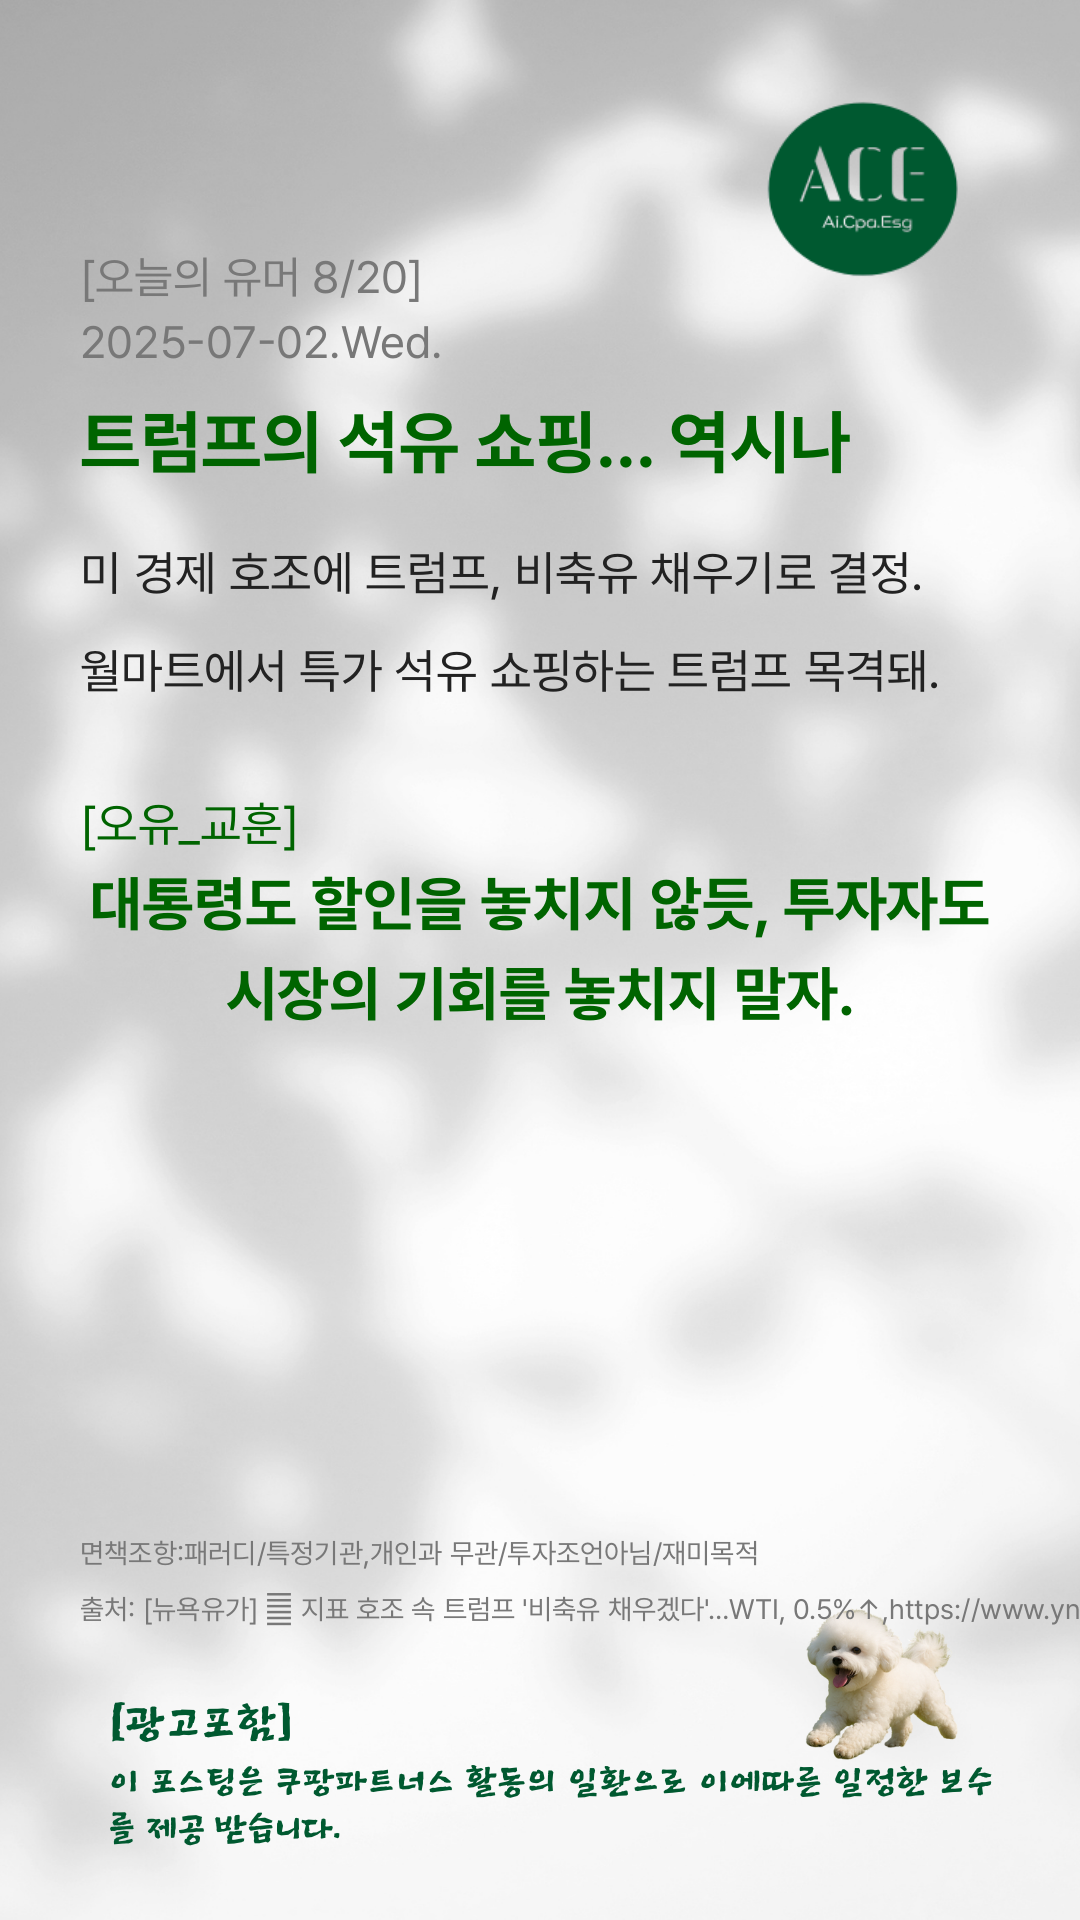 ACE
Ai.Cpa.Esg
[오늘의 유머 8/20]
2025-07-02.Wed.
트럼프의 석유 쇼핑... 역시나
미 경제 호조에 트럼프, 비축유 채우기로 결정.
월마트에서 특가 석유 쇼핑하는 트럼프 목격돼.
[오유_교훈]
대통령도 할인을 놓치지 않듯, 투자자도
시장의 기회를 놓치지 말자.
면책조항:패러디/특정기관,개인과 무관/투자조언아님/재미목적
출처: [뉴욕유가] 지표 호조 속 트럼프 '비축유 채우겠다'...WTI, 0.5%↑,https://www.yn
[광고포함]
이 포스팅은 쿠팡파트너스 활동의 일환으로 이에따른 일정한 보수
를 제공 받습니다.